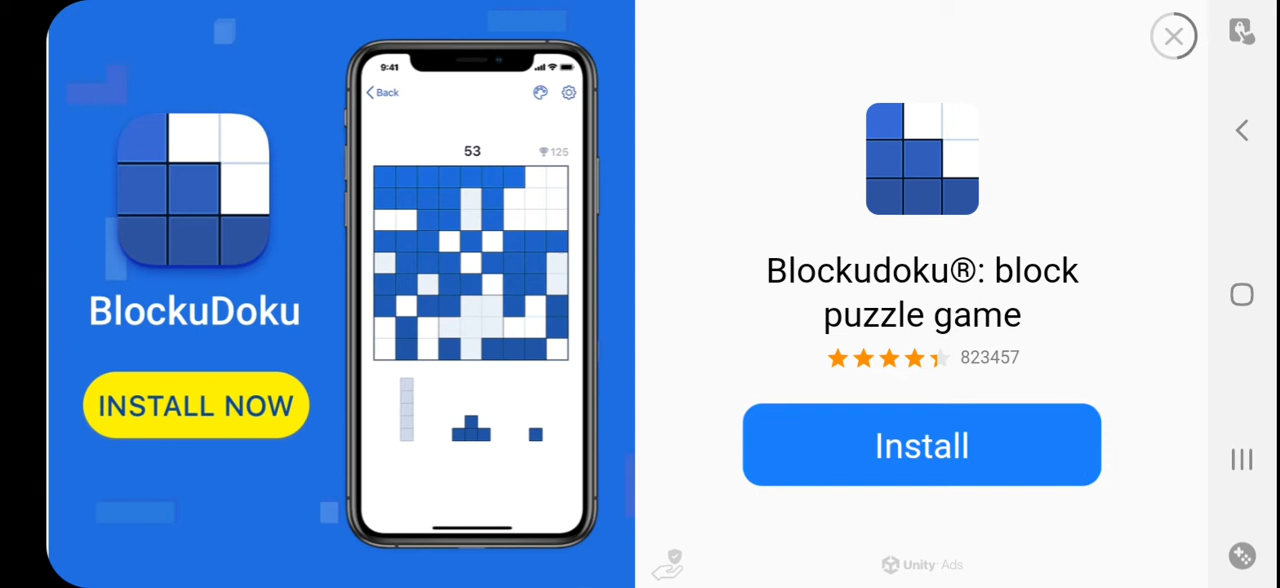 BlockuDoku
INSTALL NOW
9:41
Back
53
125
Blockudoku®: block
puzzle game
823457
Install
Unity Ads